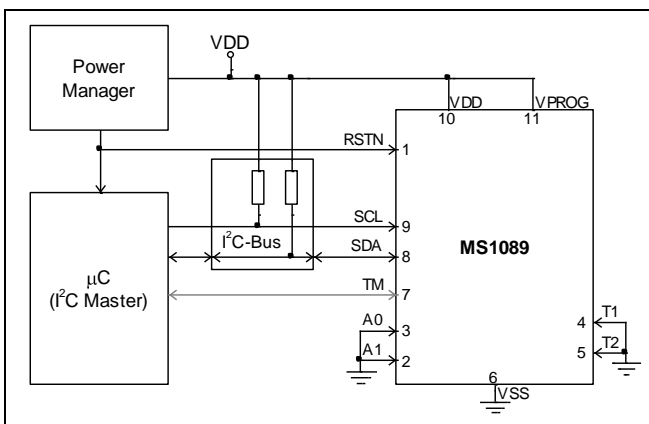 VDD
Power
Manager
VDD
VPROG
10
11
RSTN
1
SCL
9
I²C-Bus
SDA
8
MS1089
µC
(I²C Master)
TM
7
A0
3
T1
4
A1
2
T2
5
6
VSS